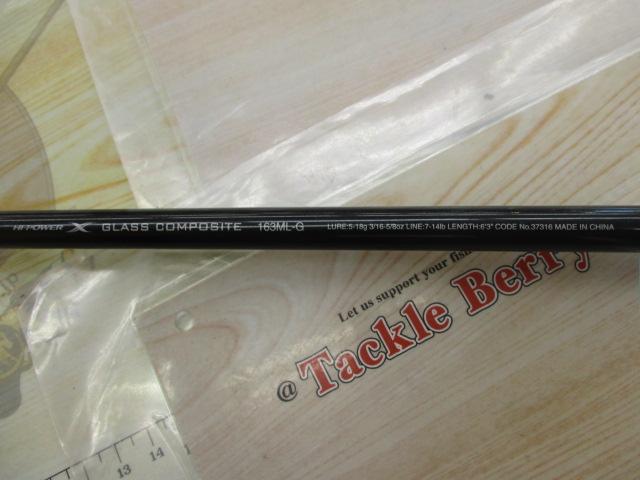 HI-POWER X GLASS COMPOSITE 163ML-G LURE:5-18g 3/16-5/8oz LINE:7-14lb LENGTH:6'3" CODE No.37316 MADE IN CHINA
Let us support your fishi
@Tackle Berry
13 14